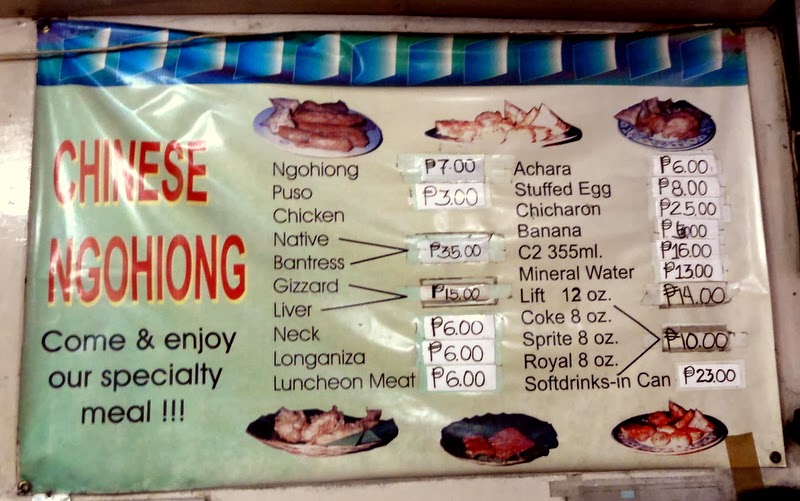 CHINESE
NGOHIONG
Come & enjoy
our specialty
meal !!!
Ngohiong ₱7.00
Puso ₱3.00
Chicken
Native
Bantress
₱35.00
Gizzard
Liver
₱15.00
Neck ₱6.00
Longaniza ₱6.00
Luncheon Meat ₱6.00
Achara ₱6.00
Stuffed Egg ₱8.00
Chicharon ₱25.00
Banana
C2 355ml. ₱16.00
Mineral Water ₱13.00
Lift 12 oz. ₱14.00
Coke 8 oz.
Sprite 8 oz.
Royal 8 oz.
₱10.00
Softdrinks-in Can ₱23.00